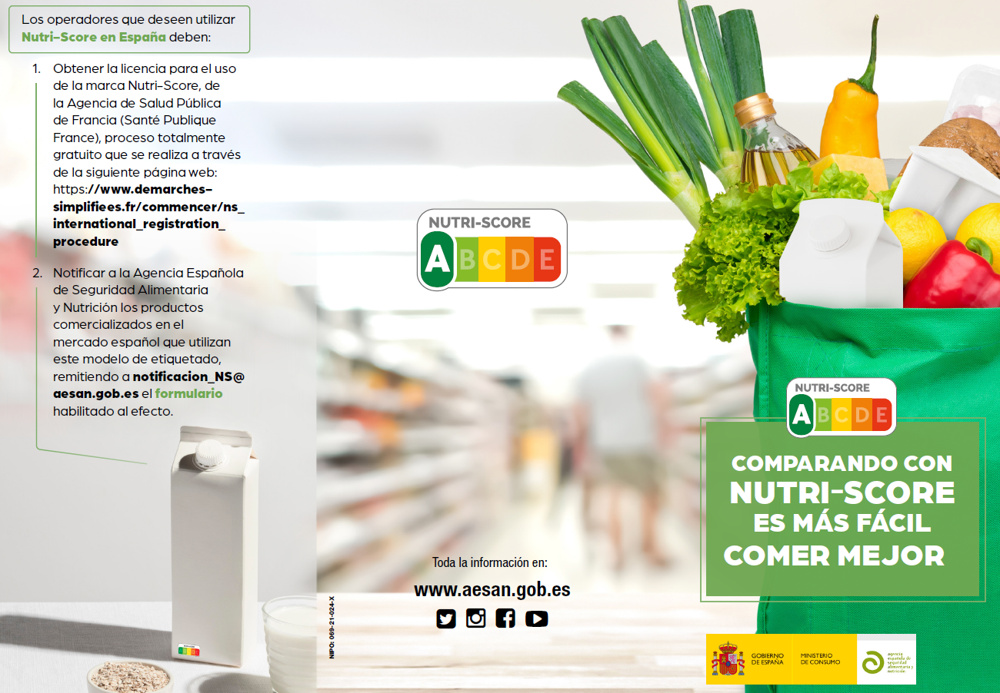 Los operadores que deseen utilizar
Nutri-Score en España deben:
1. Obtener la licencia para el uso
de la marca Nutri-Score, de
la Agencia de Salud Pública
de Francia (Santé Publique
France), proceso totalmente
gratuito que se realiza a través
de la siguiente página web:
https://www.demarches-
simplifiees.fr/commencer/ns_
international_registration_
procedure
2. Notificar a la Agencia Española
de Seguridad Alimentaria
y Nutrición los productos
comercializados en el
mercado español que utilizan
este modelo de etiquetado,
remitiendo a notificacion_NS@
aesan.gob.es el formulario
habilitado al efecto.
NUTRI-SCORE
A B C D E
Toda la información en:
www.aesan.gob.es
NIPO: 069-21-024-X
NUTRI-SCORE
A B C D E
COMPARANDO CON
NUTRI-SCORE
ES MÁS FÁCIL
COMER MEJOR
GOBIERNO
DE ESPAÑA
MINISTERIO
DE CONSUMO
agencia
española de
seguridad
alimentaria y
nutrición